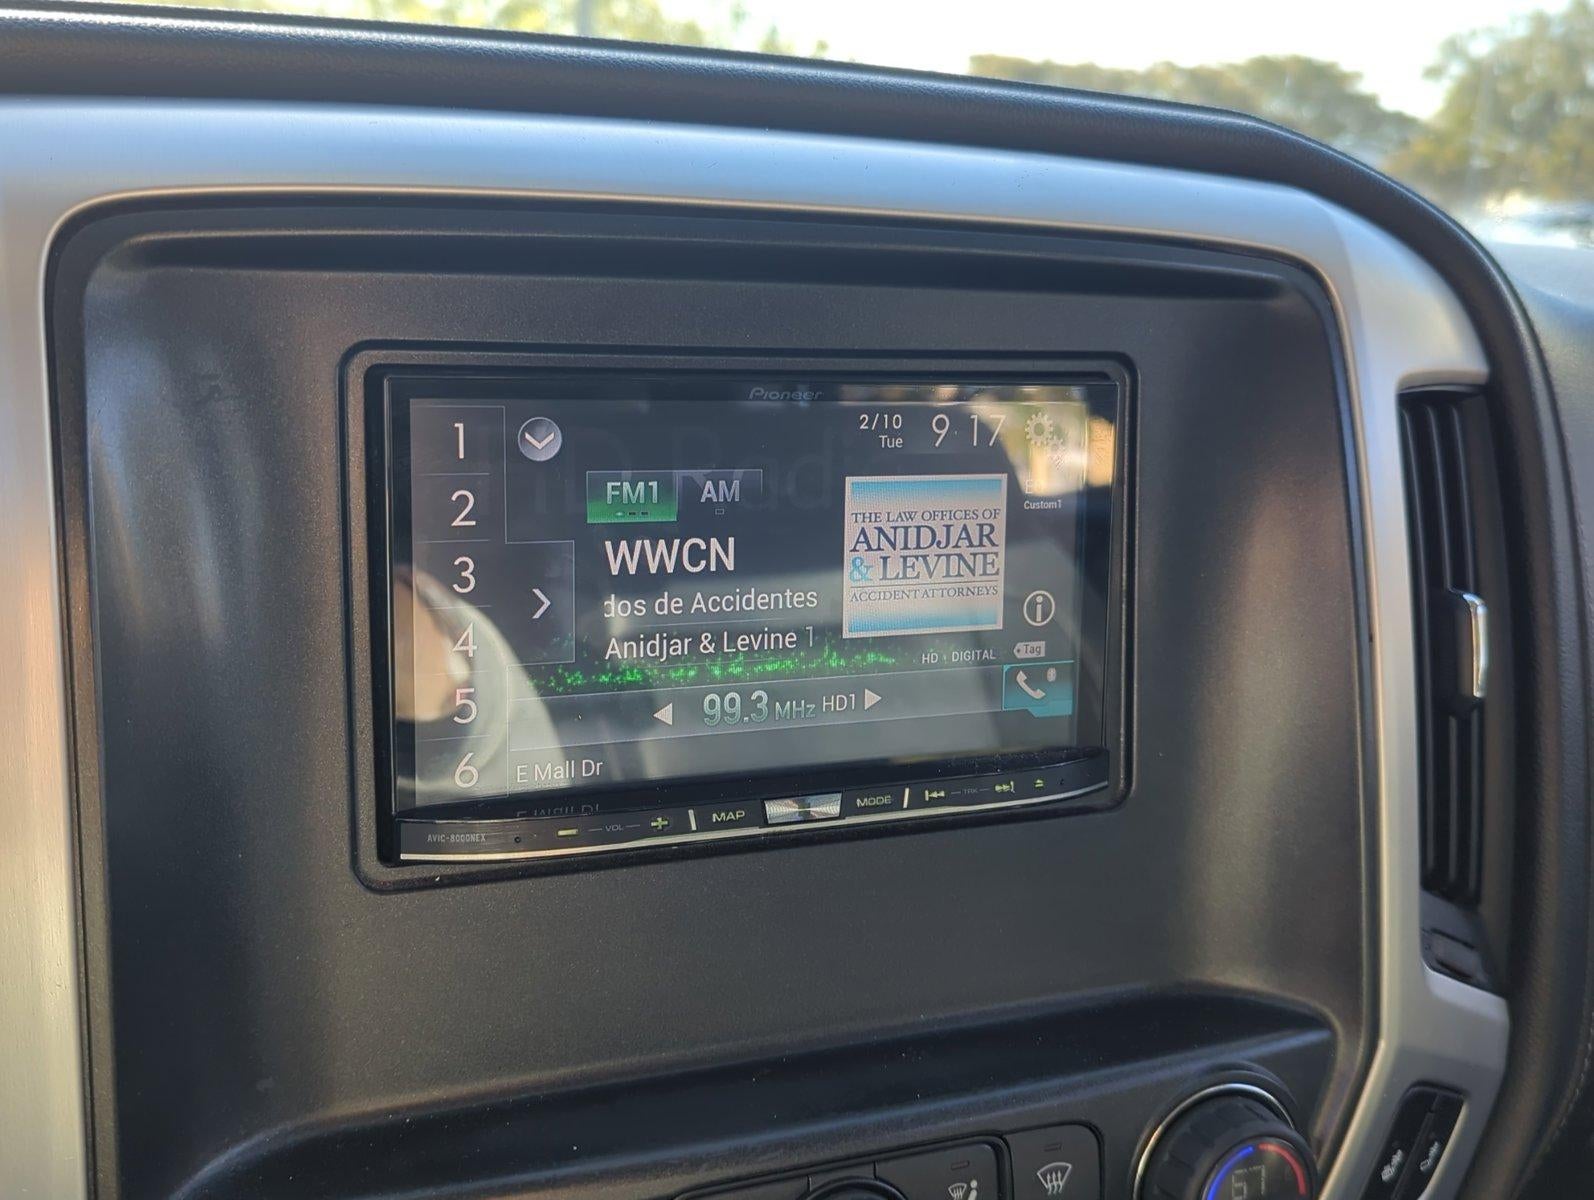 Pioneer
1
2
3
4
5
6
2/10
Tue
9:17
FM1
AM
Custom1
WWCN
dos de Accidentes
Anidjar & Levine
THE LAW OFFICES OF
ANIDJAR
& LEVINE
ACCIDENT ATTORNEYS
HD DIGITAL
Tag
99.3 MHz HD1
E Mall Dr
AVIC-8000NEX
VOL
MAP
MODE
TRK